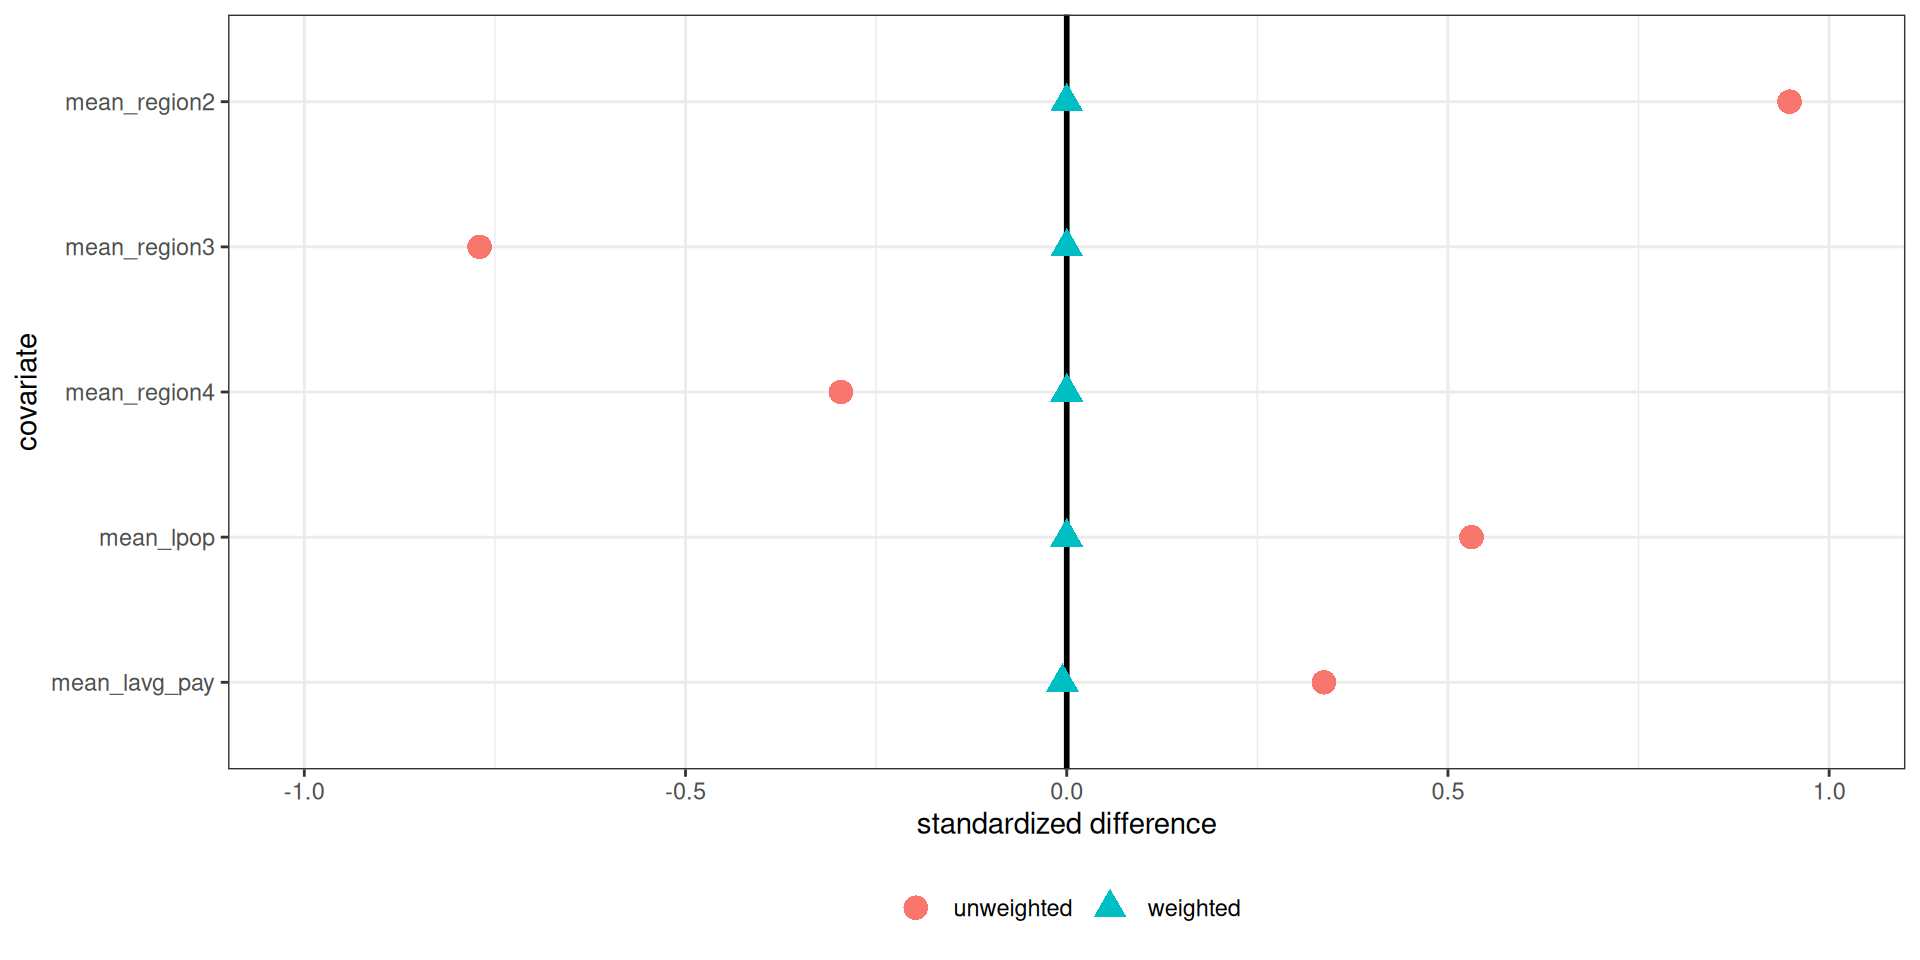 covariate
mean_region2
mean_region3
mean_region4
mean_lpop
mean_lavg_pay
-1.0 -0.5 0.0 0.5 1.0
standardized difference
unweighted weighted